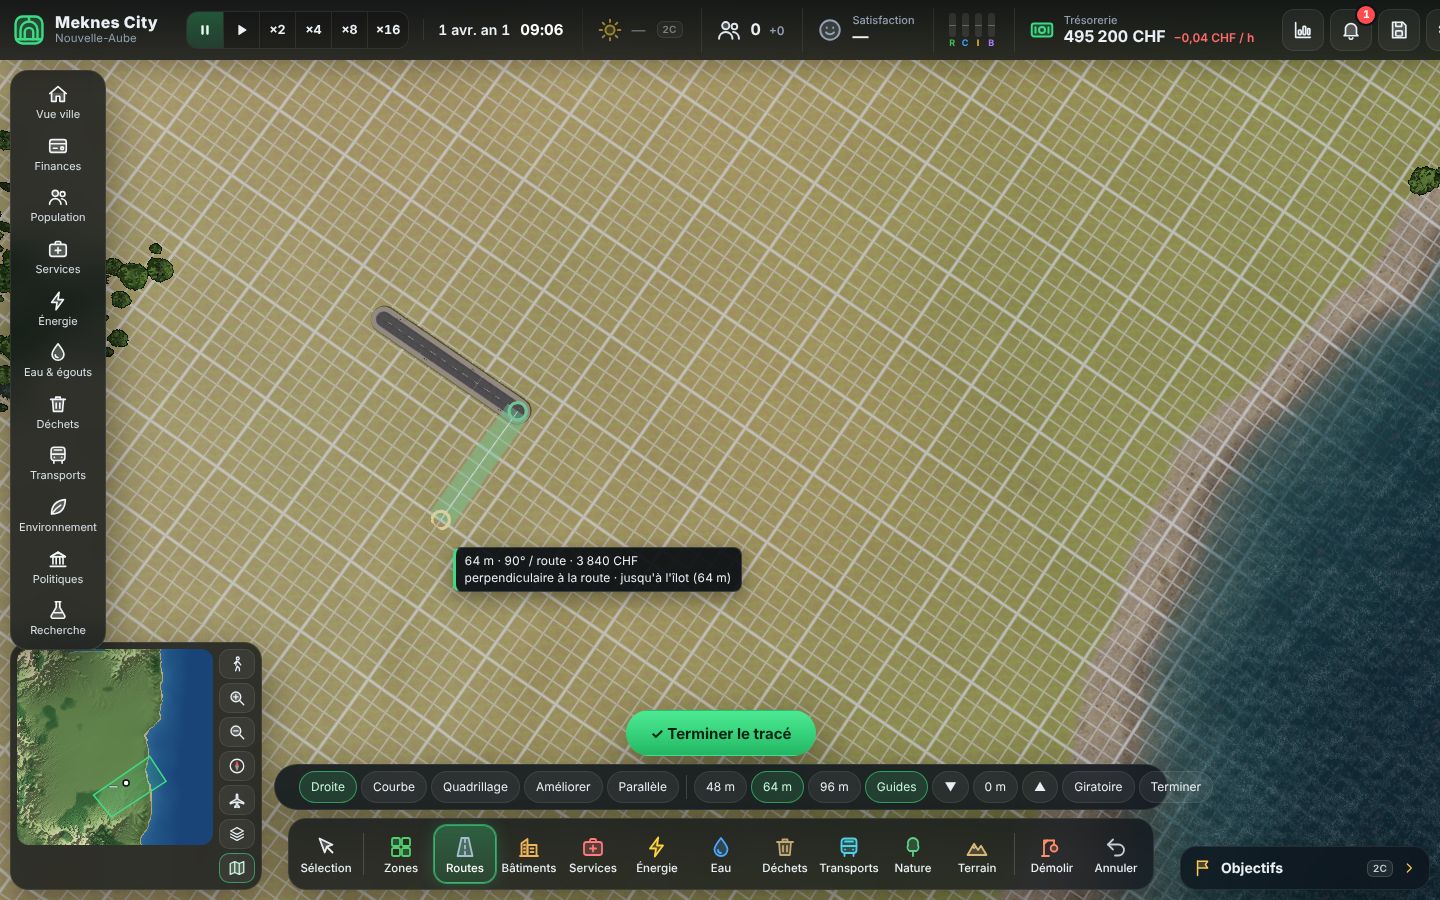 Meknes City
Nouvelle-Aube
×2 ×4 ×8 ×16
1 avr. an 1 09:06
— 2C
0 +0
Satisfaction
—
R C I B
Trésorerie
495 200 CHF −0,04 CHF / h
1
Vue ville
Finances
Population
Services
Énergie
Eau & égouts
Déchets
Transports
Environnement
Politiques
Recherche
64 m · 90° / route · 3 840 CHF
perpendiculaire à la route · jusqu'à l'îlot (64 m)
✓ Terminer le tracé
Droite Courbe Quadrillage Améliorer Parallèle 48 m 64 m 96 m Guides ▼ 0 m ▲ Giratoire Terminer
Sélection Zones Routes Bâtiments Services Énergie Eau Déchets Transports Nature Terrain Démolir Annuler
Objectifs 2C